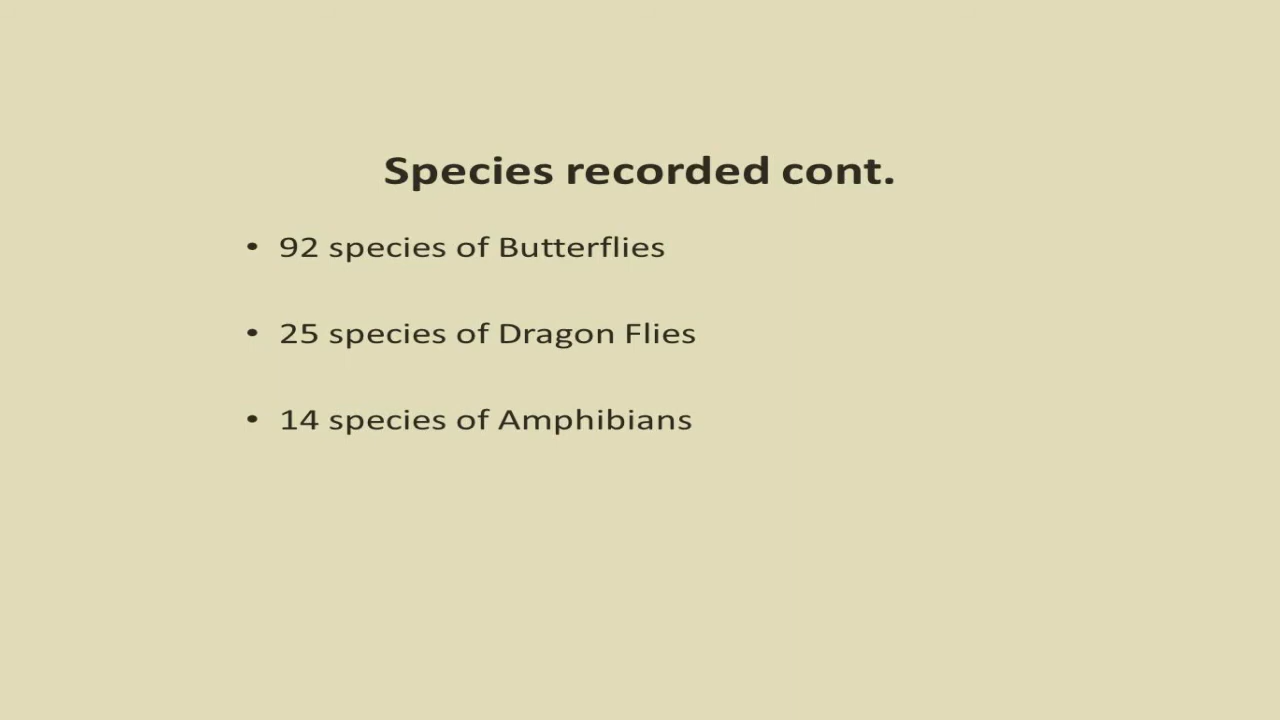 Species recorded cont.
• 92 species of Butterflies
• 25 species of Dragon Flies
• 14 species of Amphibians